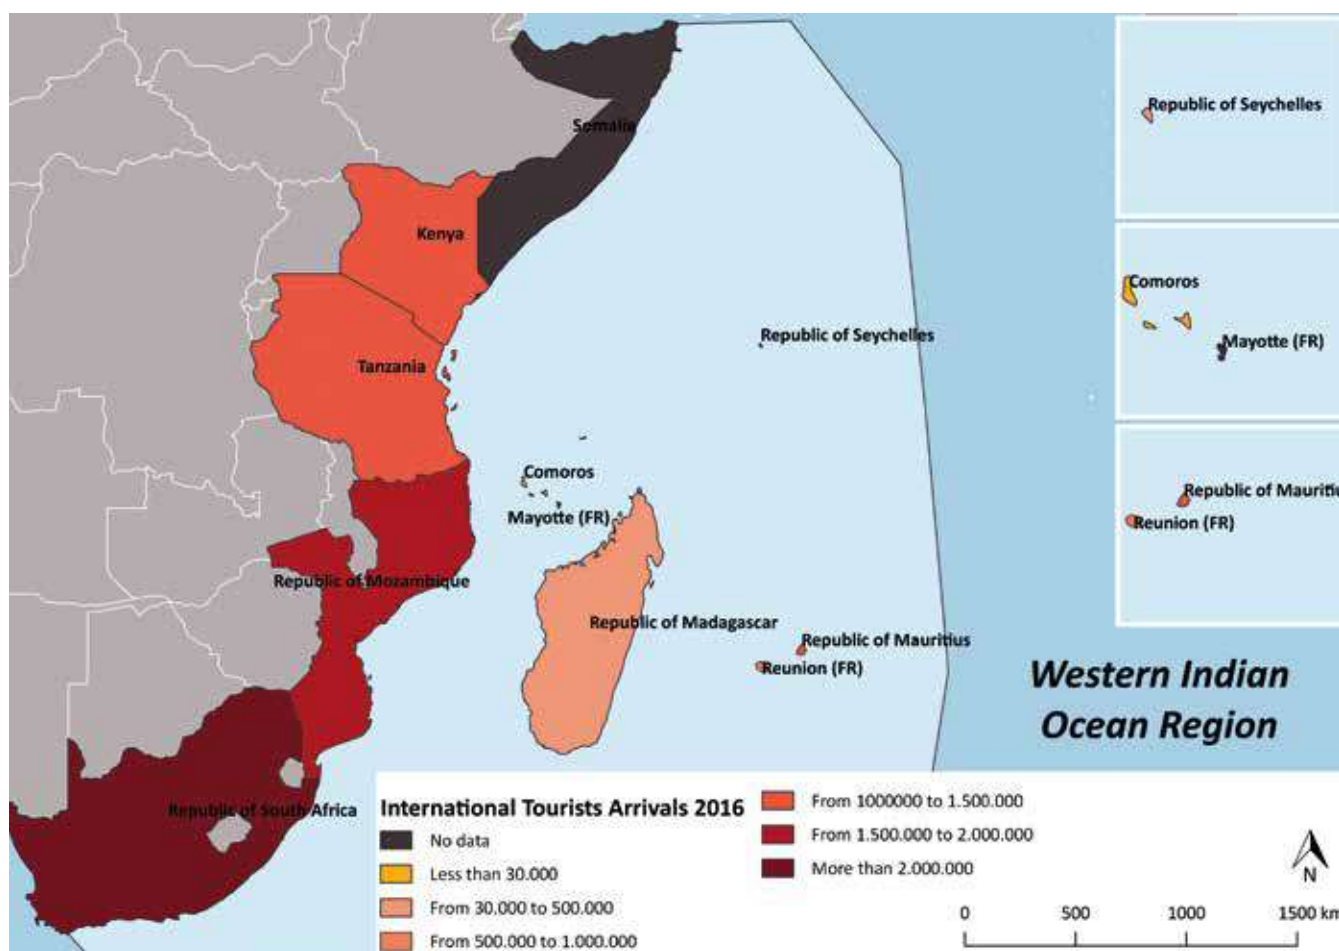 Republic of Seychelles
Somalia
Kenya
Comoros
Republic of Seychelles
Mayotte (FR)
Tanzania
Comoros
Republic of Mauritiu
Mayotte (FR)
Reunion (FR)
Republic of Mozambique
Republic of Madagascar
Republic of Mauritius
Reunion (FR)
Western Indian
Ocean Region
Republic of South Africa
International Tourists Arrivals 2016
No data
Less than 30.000
From 30.000 to 500.000
From 500.000 to 1.000.000
From 1000000 to 1.500.000
From 1.500.000 to 2.000.000
More than 2.000.000
N
0 500 1000 1500 km